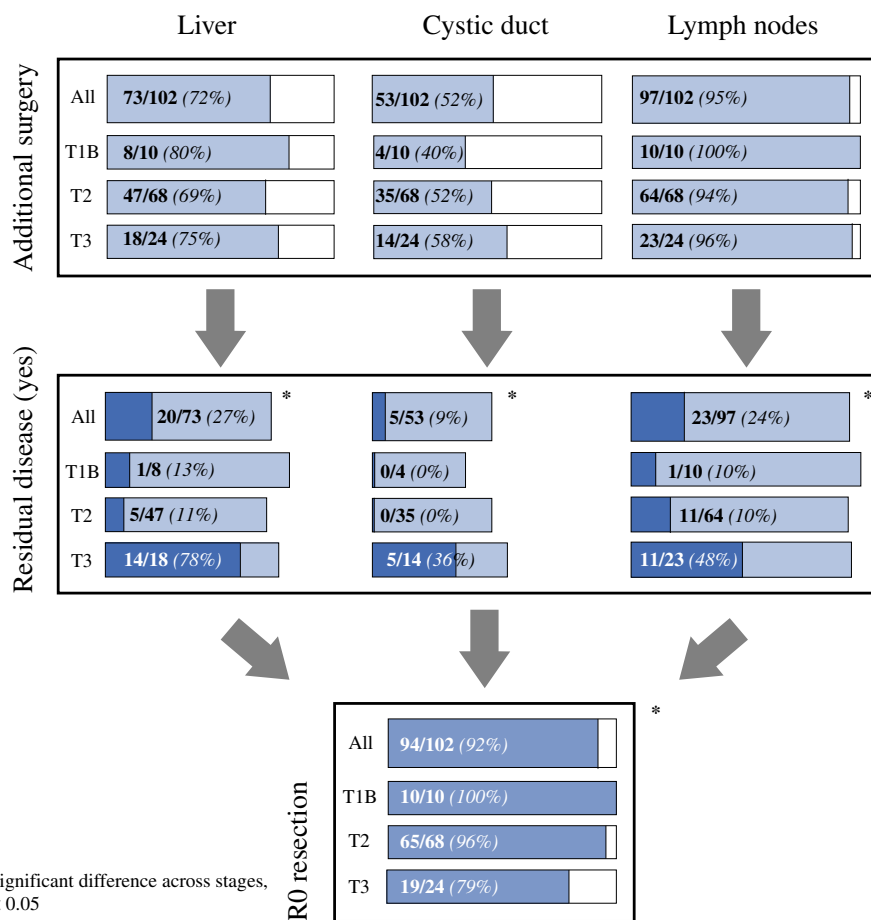 Liver Cystic duct Lymph nodes
Additional surgery
All 73/102 (72%) 53/102 (52%) 97/102 (95%)
T1B 8/10 (80%) 4/10 (40%) 10/10 (100%)
T2 47/68 (69%) 35/68 (52%) 64/68 (94%)
T3 18/24 (75%) 14/24 (58%) 23/24 (96%)
Residual disease (yes)
* * *
All 20/73 (27%) 5/53 (9%) 23/97 (24%)
T1B 1/8 (13%) 0/4 (0%) 1/10 (10%)
T2 5/47 (11%) 0/35 (0%) 11/64 (10%)
T3 14/18 (78%) 5/14 (36%) 11/23 (48%)
R0 resection
*
All 94/102 (92%)
T1B 10/10 (100%)
T2 65/68 (96%)
T3 19/24 (79%)
significant difference across stages,
0.05